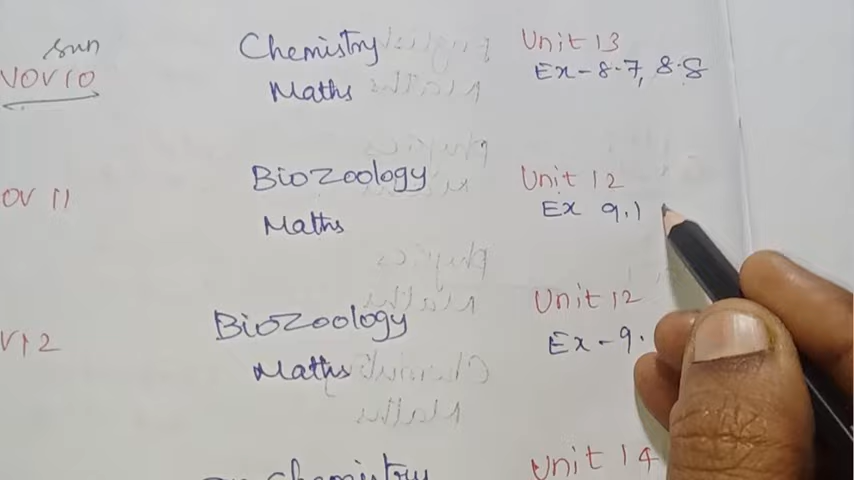 Sun
NOV 10 Chemistry Unit 13
Maths Ex-8.7, 8.8
OV 11 BioZoology Unit 12
Maths Ex 9.1
V 12 BioZoology Unit 12
Maths Ex-9.
Chemistry Unit 14